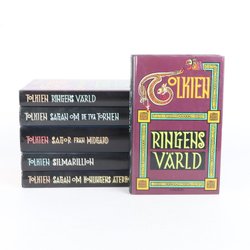 TOLKIEN RINGENS VÄRLD
TOLKIEN SAGAN OM DE TVÅ TORNEN
TOLKIEN SAGOR FRÅN MIDGÅRD
TOLKIEN SILMARILLION
TOLKIEN SAGAN OM KONUNGENS ÅTERK
TOLKIEN
RINGENS
VÄRLD